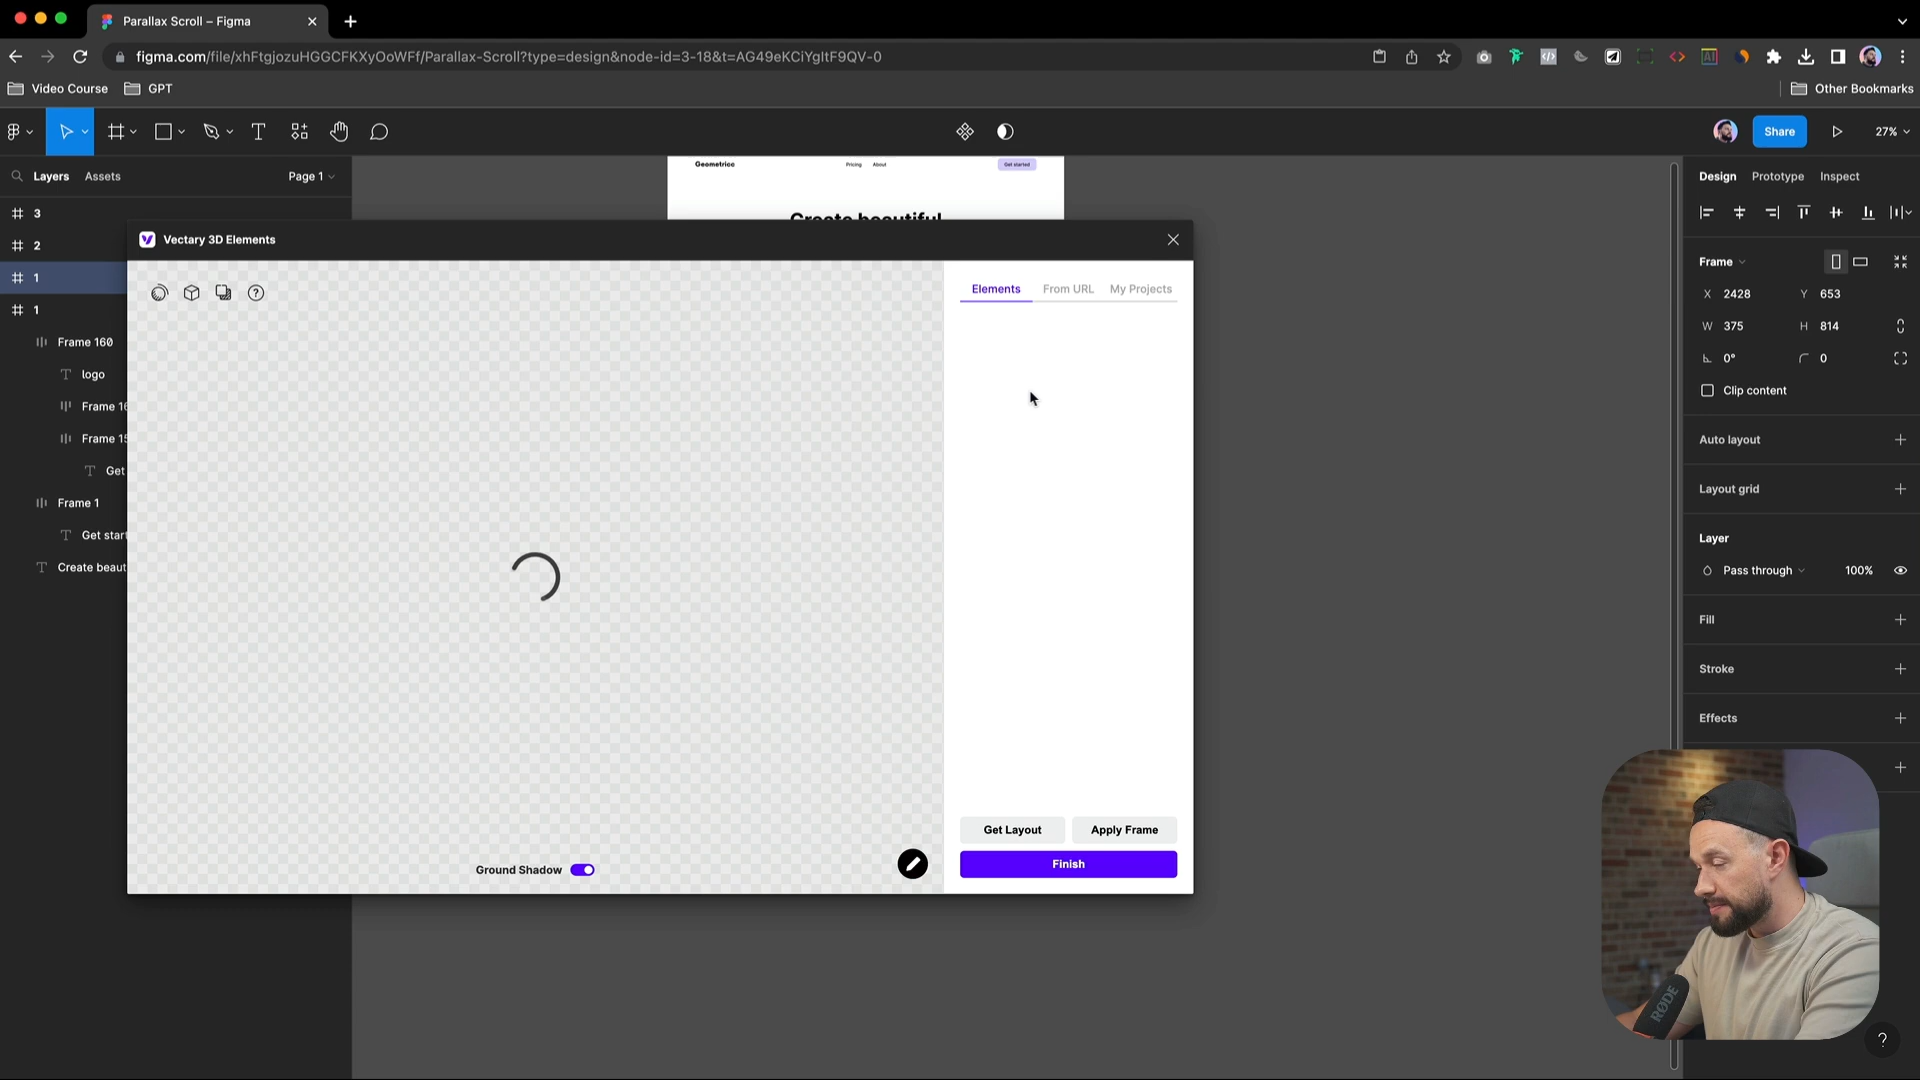 Parallax Scroll – Figma
figma.com/file/xhFtgjozuHGGCFKXyOoWFf/Parallax-Scroll?type=design&node-id=3-18&t=AG49eKCiYgItF9QV-0
Video Course
GPT
Other Bookmarks
Share
27%
Layers
Assets
Page 1
3
2
1
1
Frame 160
logo
Frame 16
Frame 15
Get
Frame 1
Get start
Create beaut
Geometrico
Pricing
About
Get started
Create beautiful
Vectary 3D Elements
Elements
From URL
My Projects
Get Layout
Apply Frame
Finish
Ground Shadow
Design
Prototype
Inspect
Frame
X 2428
Y 653
W 375
H 814
0°
0
Clip content
Auto layout
Layout grid
Layer
Pass through
100%
Fill
Stroke
Effects
RØDE
?